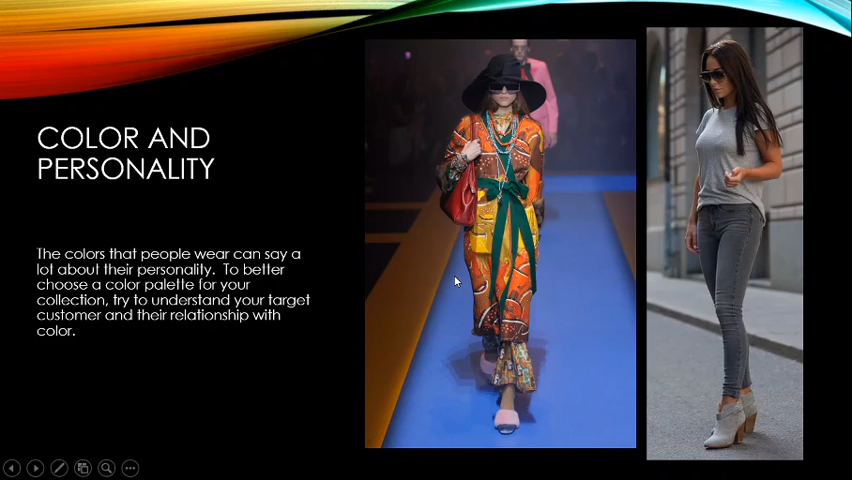 COLOR AND
PERSONALITY
The colors that people wear can say a
lot about their personality.  To better
choose a color palette for your
collection, try to understand your target
customer and their relationship with
color.